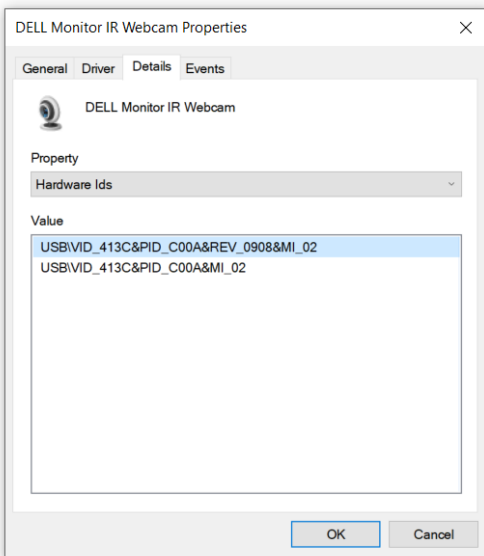 DELL Monitor IR Webcam Properties
General Driver Details Events
DELL Monitor IR Webcam
Property
Hardware Ids
Value
USB\VID_413C&PID_C00A&REV_0908&MI_02
USB\VID_413C&PID_C00A&MI_02
OK Cancel